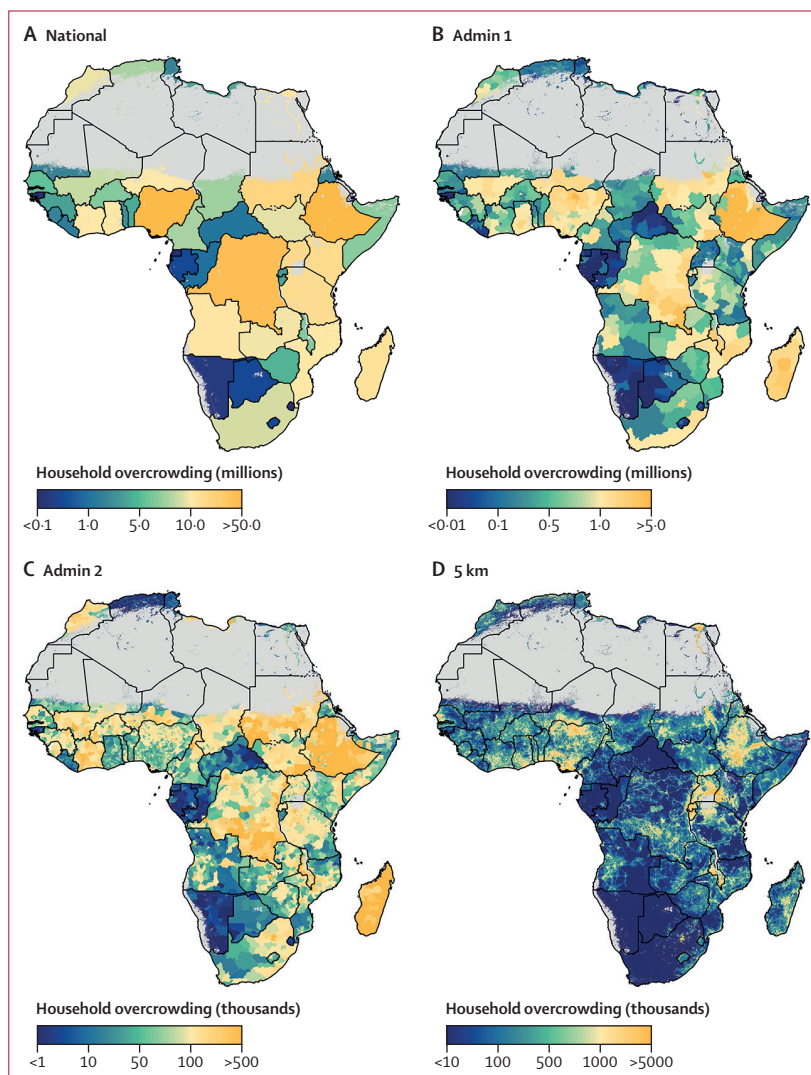 A National
B Admin 1
Household overcrowding (millions)
<0·1 1·0 5·0 10·0 >50·0
Household overcrowding (millions)
<0·01 0·1 0·5 1·0 >5·0
C Admin 2
D 5 km
Household overcrowding (thousands)
<1 10 50 100 >500
Household overcrowding (thousands)
<10 100 500 1000 >5000